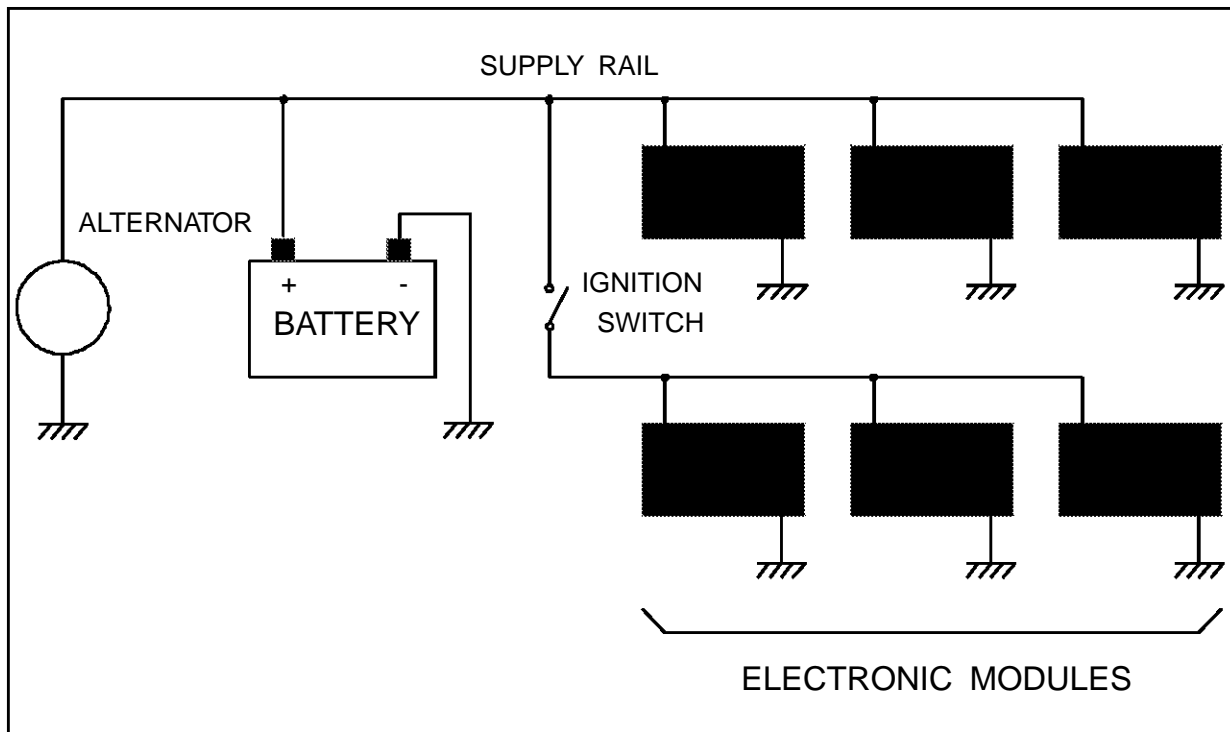 SUPPLY RAIL
ALTERNATOR
+ -
BATTERY
IGNITION
SWITCH
ELECTRONIC MODULES